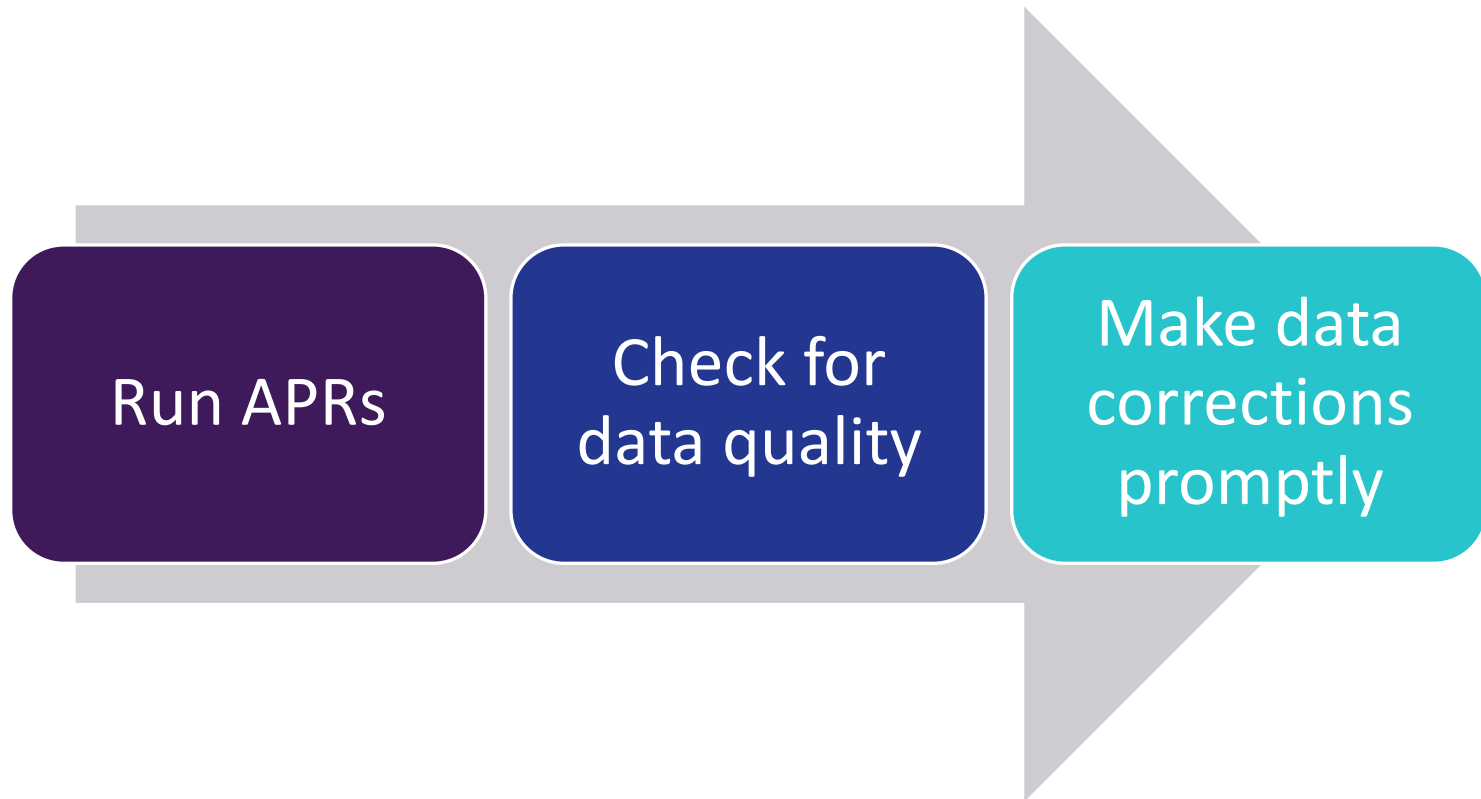 Run APRs
Check for
data quality
Make data
corrections
promptly